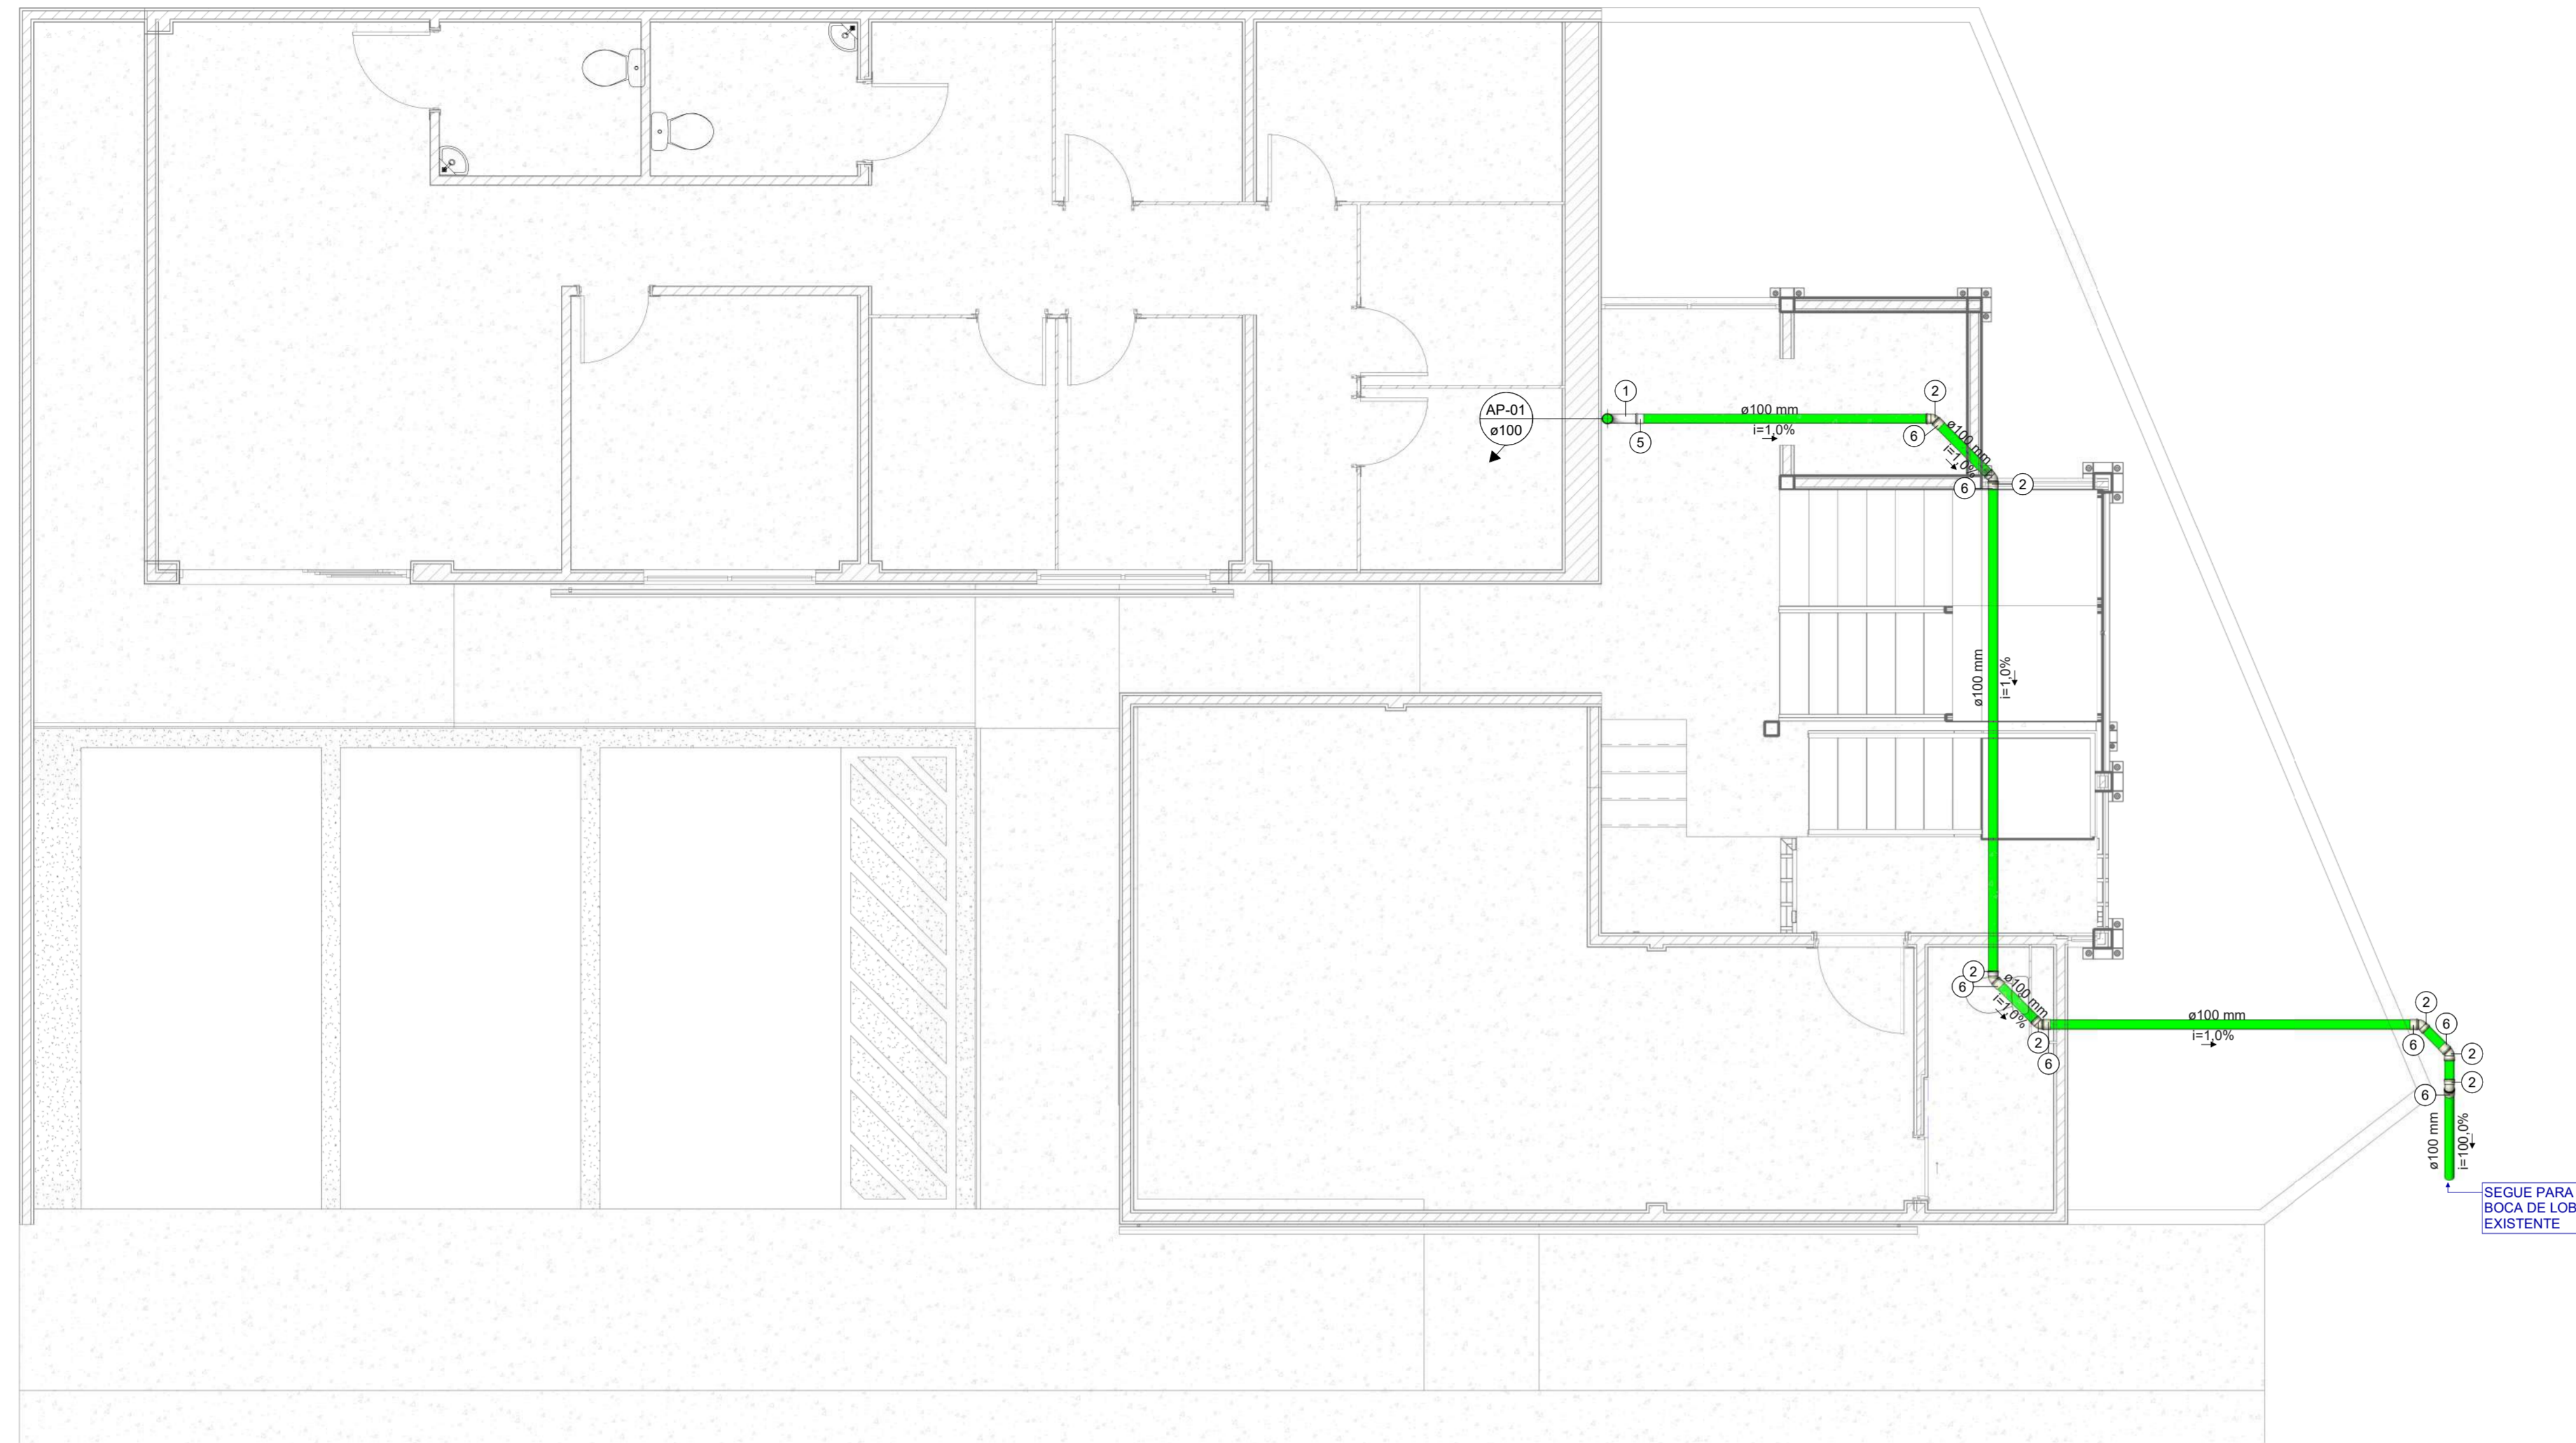 1
2
AP-01
ø100
ø100 mm
i=1,0%
5
6
ø100 mm
i=1,0%
6
2
ø100 mm
i=1,0%
2
6
ø100 mm
i=1,0%
2
6
ø100 mm
i=1,0%
2
6
6
2
2
6
ø100 mm
i=100,0%
SEGUE PARA
BOCA DE LOB
EXISTENTE